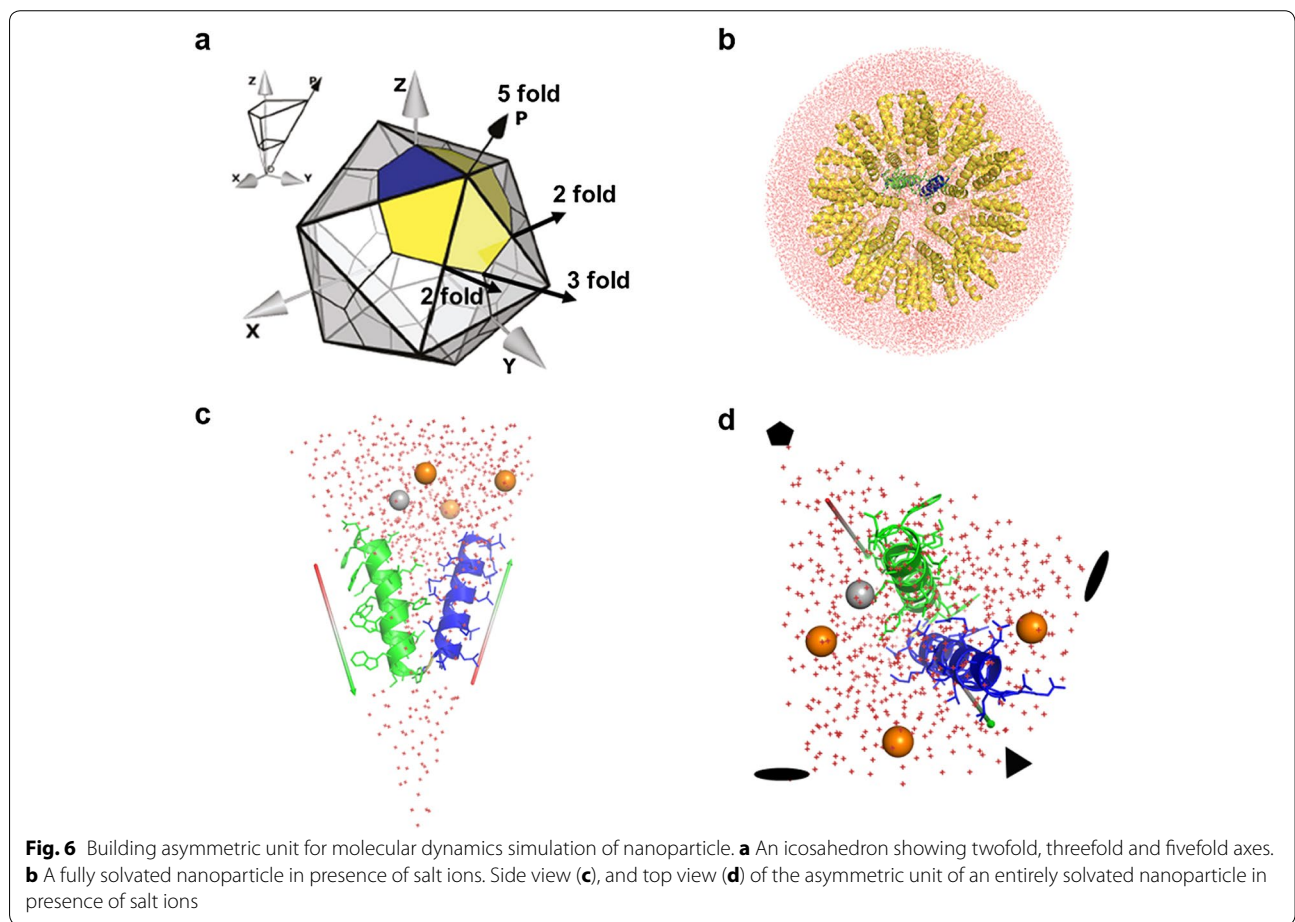 a
b
Z
P
X
Y
O
Z
5 fold
P
2 fold
3 fold
2 fold
X
Y
c
d
Fig. 6 Building asymmetric unit for molecular dynamics simulation of nanoparticle. a An icosahedron showing twofold, threefold and fivefold axes.
b A fully solvated nanoparticle in presence of salt ions. Side view (c), and top view (d) of the asymmetric unit of an entirely solvated nanoparticle in
presence of salt ions